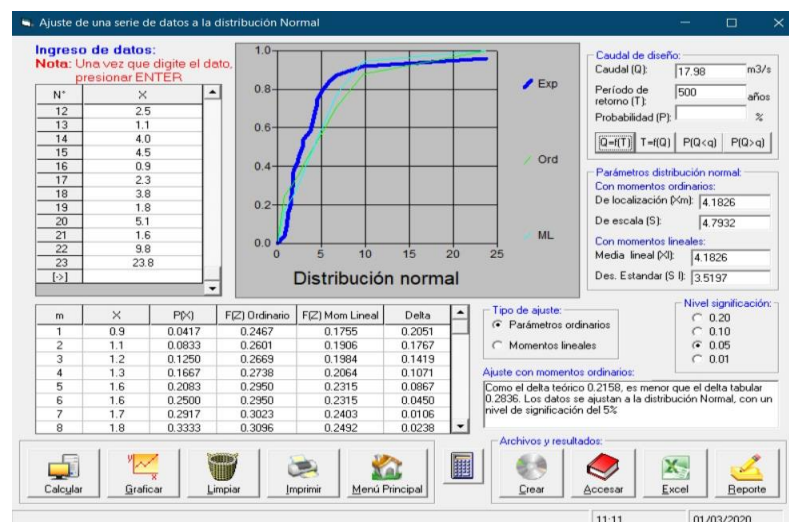 Ajuste de una serie de datos a la distribución Normal
Ingreso de datos:
Nota: Una vez que digite el dato,
presionar ENTER
N° X
12 2.5
13 1.1
14 4.0
15 4.5
16 0.9
17 2.3
18 3.8
19 1.8
20 5.1
21 1.6
22 9.8
23 23.8
[->]
1.0
0.8
0.6
0.4
0.2
0.0
0 5 10 15 20 25
Distribución normal
Exp
Ord
ML
Caudal de diseño:
Caudal (Q): 17.98 m3/s
Período de
retorno (T): 500 años
Probabilidad (P): %
Q=f(T) T=f(Q) P(Q<q) P(Q>q)
Parámetros distribución normal:
Con momentos ordinarios:
De localización (Xm): 4.1826
De escala (S): 4.7932
Con momentos lineales:
Media lineal (Xl): 4.1826
Des. Estandar (S l): 3.5197
m X P(X) F(Z) Ordinario F(Z) Mom Lineal Delta
1 0.9 0.0417 0.2467 0.1755 0.2051
2 1.1 0.0833 0.2601 0.1906 0.1767
3 1.2 0.1250 0.2669 0.1984 0.1419
4 1.3 0.1667 0.2738 0.2064 0.1071
5 1.6 0.2083 0.2950 0.2315 0.0867
6 1.6 0.2500 0.2950 0.2315 0.0450
7 1.7 0.2917 0.3023 0.2403 0.0106
8 1.8 0.3333 0.3096 0.2492 0.0238
Tipo de ajuste:
Parámetros ordinarios
Momentos lineales
Nivel significación:
0.20
0.10
0.05
0.01
Ajuste con momentos ordinarios:
Como el delta teórico 0.2158, es menor que el delta tabular
0.2836. Los datos se ajustan a la distribución Normal, con un
nivel de significación del 5%
Archivos y resultados:
Calcular Graficar Limpiar Imprimir Menú Principal Crear Accesar Excel Reporte
11:11 01/03/2020